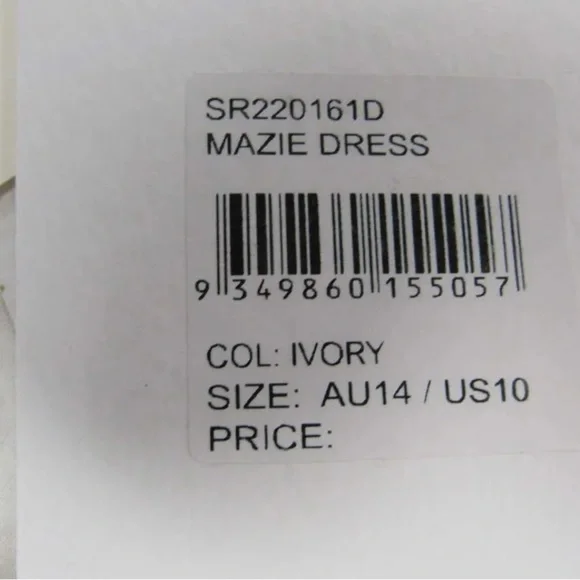 SR220161D
MAZIE DRESS
9 349860 155057
COL: IVORY
SIZE: AU14 / US10
PRICE: